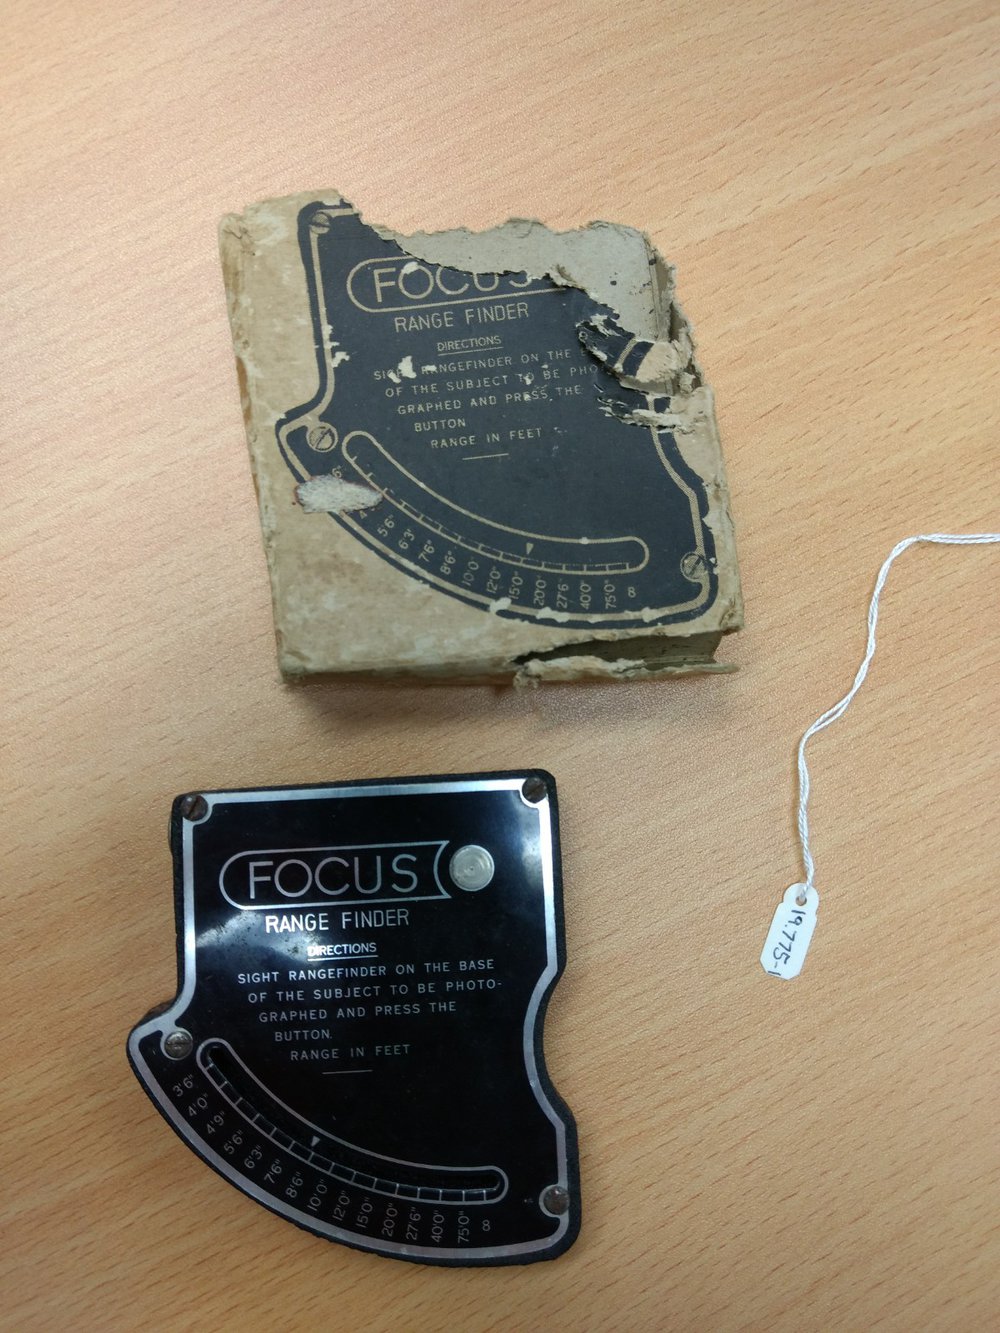 FOCUS
RANGE FINDER
DIRECTIONS
RANGEFINDER ON THE
OF THE SUBJECT TO BE PHO
GRAPHED AND PRESS THE
BUTTON
RANGE IN FEET
5'6"
6'3"
7'6"
8'6"
10'0"
12'0"
15'0"
20'0"
27'6"
40'0"
75'0"
∞
FOCUS
RANGE FINDER
DIRECTIONS
SIGHT RANGEFINDER ON THE BASE
OF THE SUBJECT TO BE PHOTO-
GRAPHED AND PRESS THE
BUTTON.
RANGE IN FEET
3'6"
4'0"
4'9"
5'6"
6'3"
7'6"
8'6"
10'0"
12'0"
15'0"
20'0"
27'6"
40'0"
75'0"
∞
19.775-1